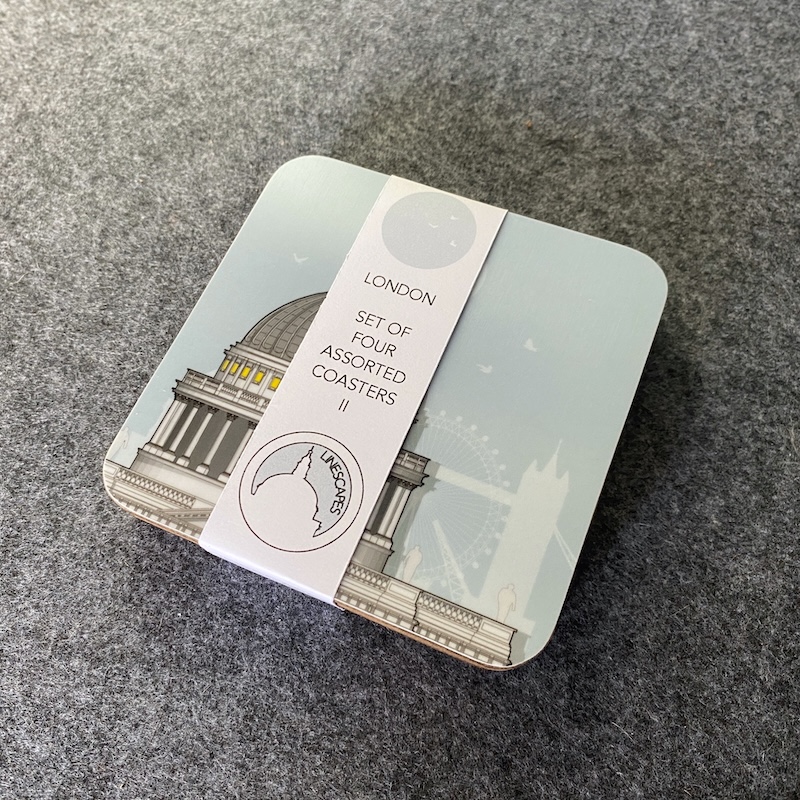 LONDON
SET OF
FOUR
ASSORTED
COASTERS
II
LINESCAPES